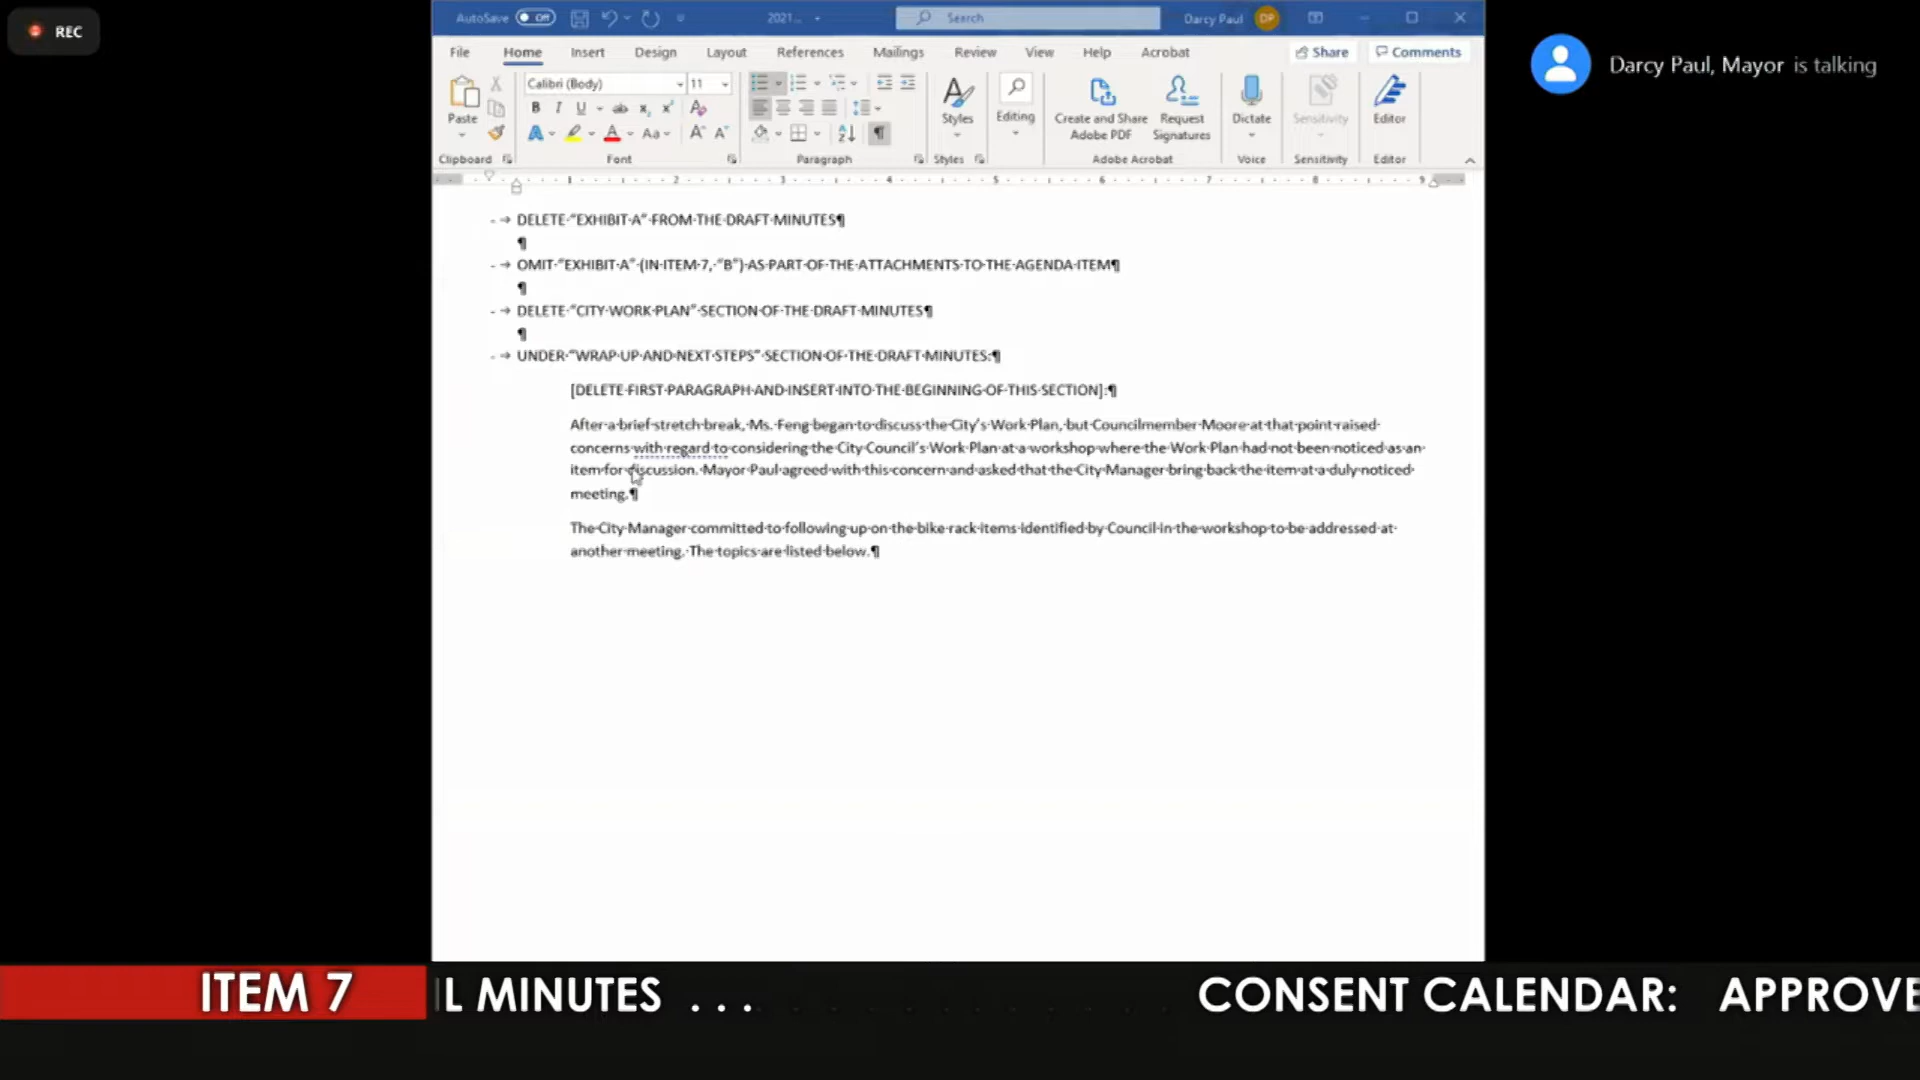 REC
AutoSave Off 2021... Search Darcy Paul DP
File Home Insert Design Layout References Mailings Review View Help Acrobat Share Comments
Calibri (Body) 11
Paste Styles Editing Create and Share Adobe PDF Request Signatures Dictate Sensitivity Editor
Clipboard Font Paragraph Styles Adobe Acrobat Voice Sensitivity Editor
1 2 3 4 5 6 7 8 9
Darcy Paul, Mayor is talking
- DELETE "EXHIBIT A" FROM THE DRAFT MINUTES¶
¶
- OMIT "EXHIBIT A" (IN ITEM 7, "B") AS PART OF THE ATTACHMENTS TO THE AGENDA ITEM¶
¶
- DELETE "CITY WORK PLAN" SECTION OF THE DRAFT MINUTES¶
¶
- UNDER "WRAP UP AND NEXT STEPS" SECTION OF THE DRAFT MINUTES:¶
[DELETE FIRST PARAGRAPH AND INSERT INTO THE BEGINNING OF THIS SECTION]:¶
After a brief stretch break, Ms. Feng began to discuss the City's Work Plan, but Councilmember Moore at that point raised
concerns with regard to considering the City Council's Work Plan at a workshop where the Work Plan had not been noticed as an
item for discussion. Mayor Paul agreed with this concern and asked that the City Manager bring back the item at a duly noticed
meeting.¶
The City Manager committed to following up on the bike rack items identified by Council in the workshop to be addressed at
another meeting. The topics are listed below.¶
ITEM 7 L MINUTES . . . CONSENT CALENDAR: APPROVE